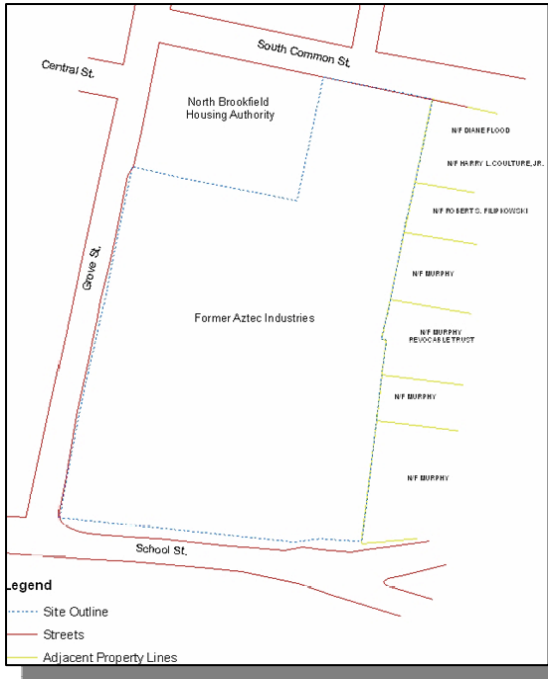 South Common St.
Central St.
North Brookfield
Housing Authority
N/F DIANE FLOOD
N/F HARRY L. COULTURE, JR.
N/F ROBERT S. FILIPKOWSKI
Grove St.
N/F MURPHY
Former Aztec Industries
N/F MURPHY
REVOCABLE TRUST
N/F MURPHY
N/F MURPHY
School St.
Legend
Site Outline
Streets
Adjacent Property Lines